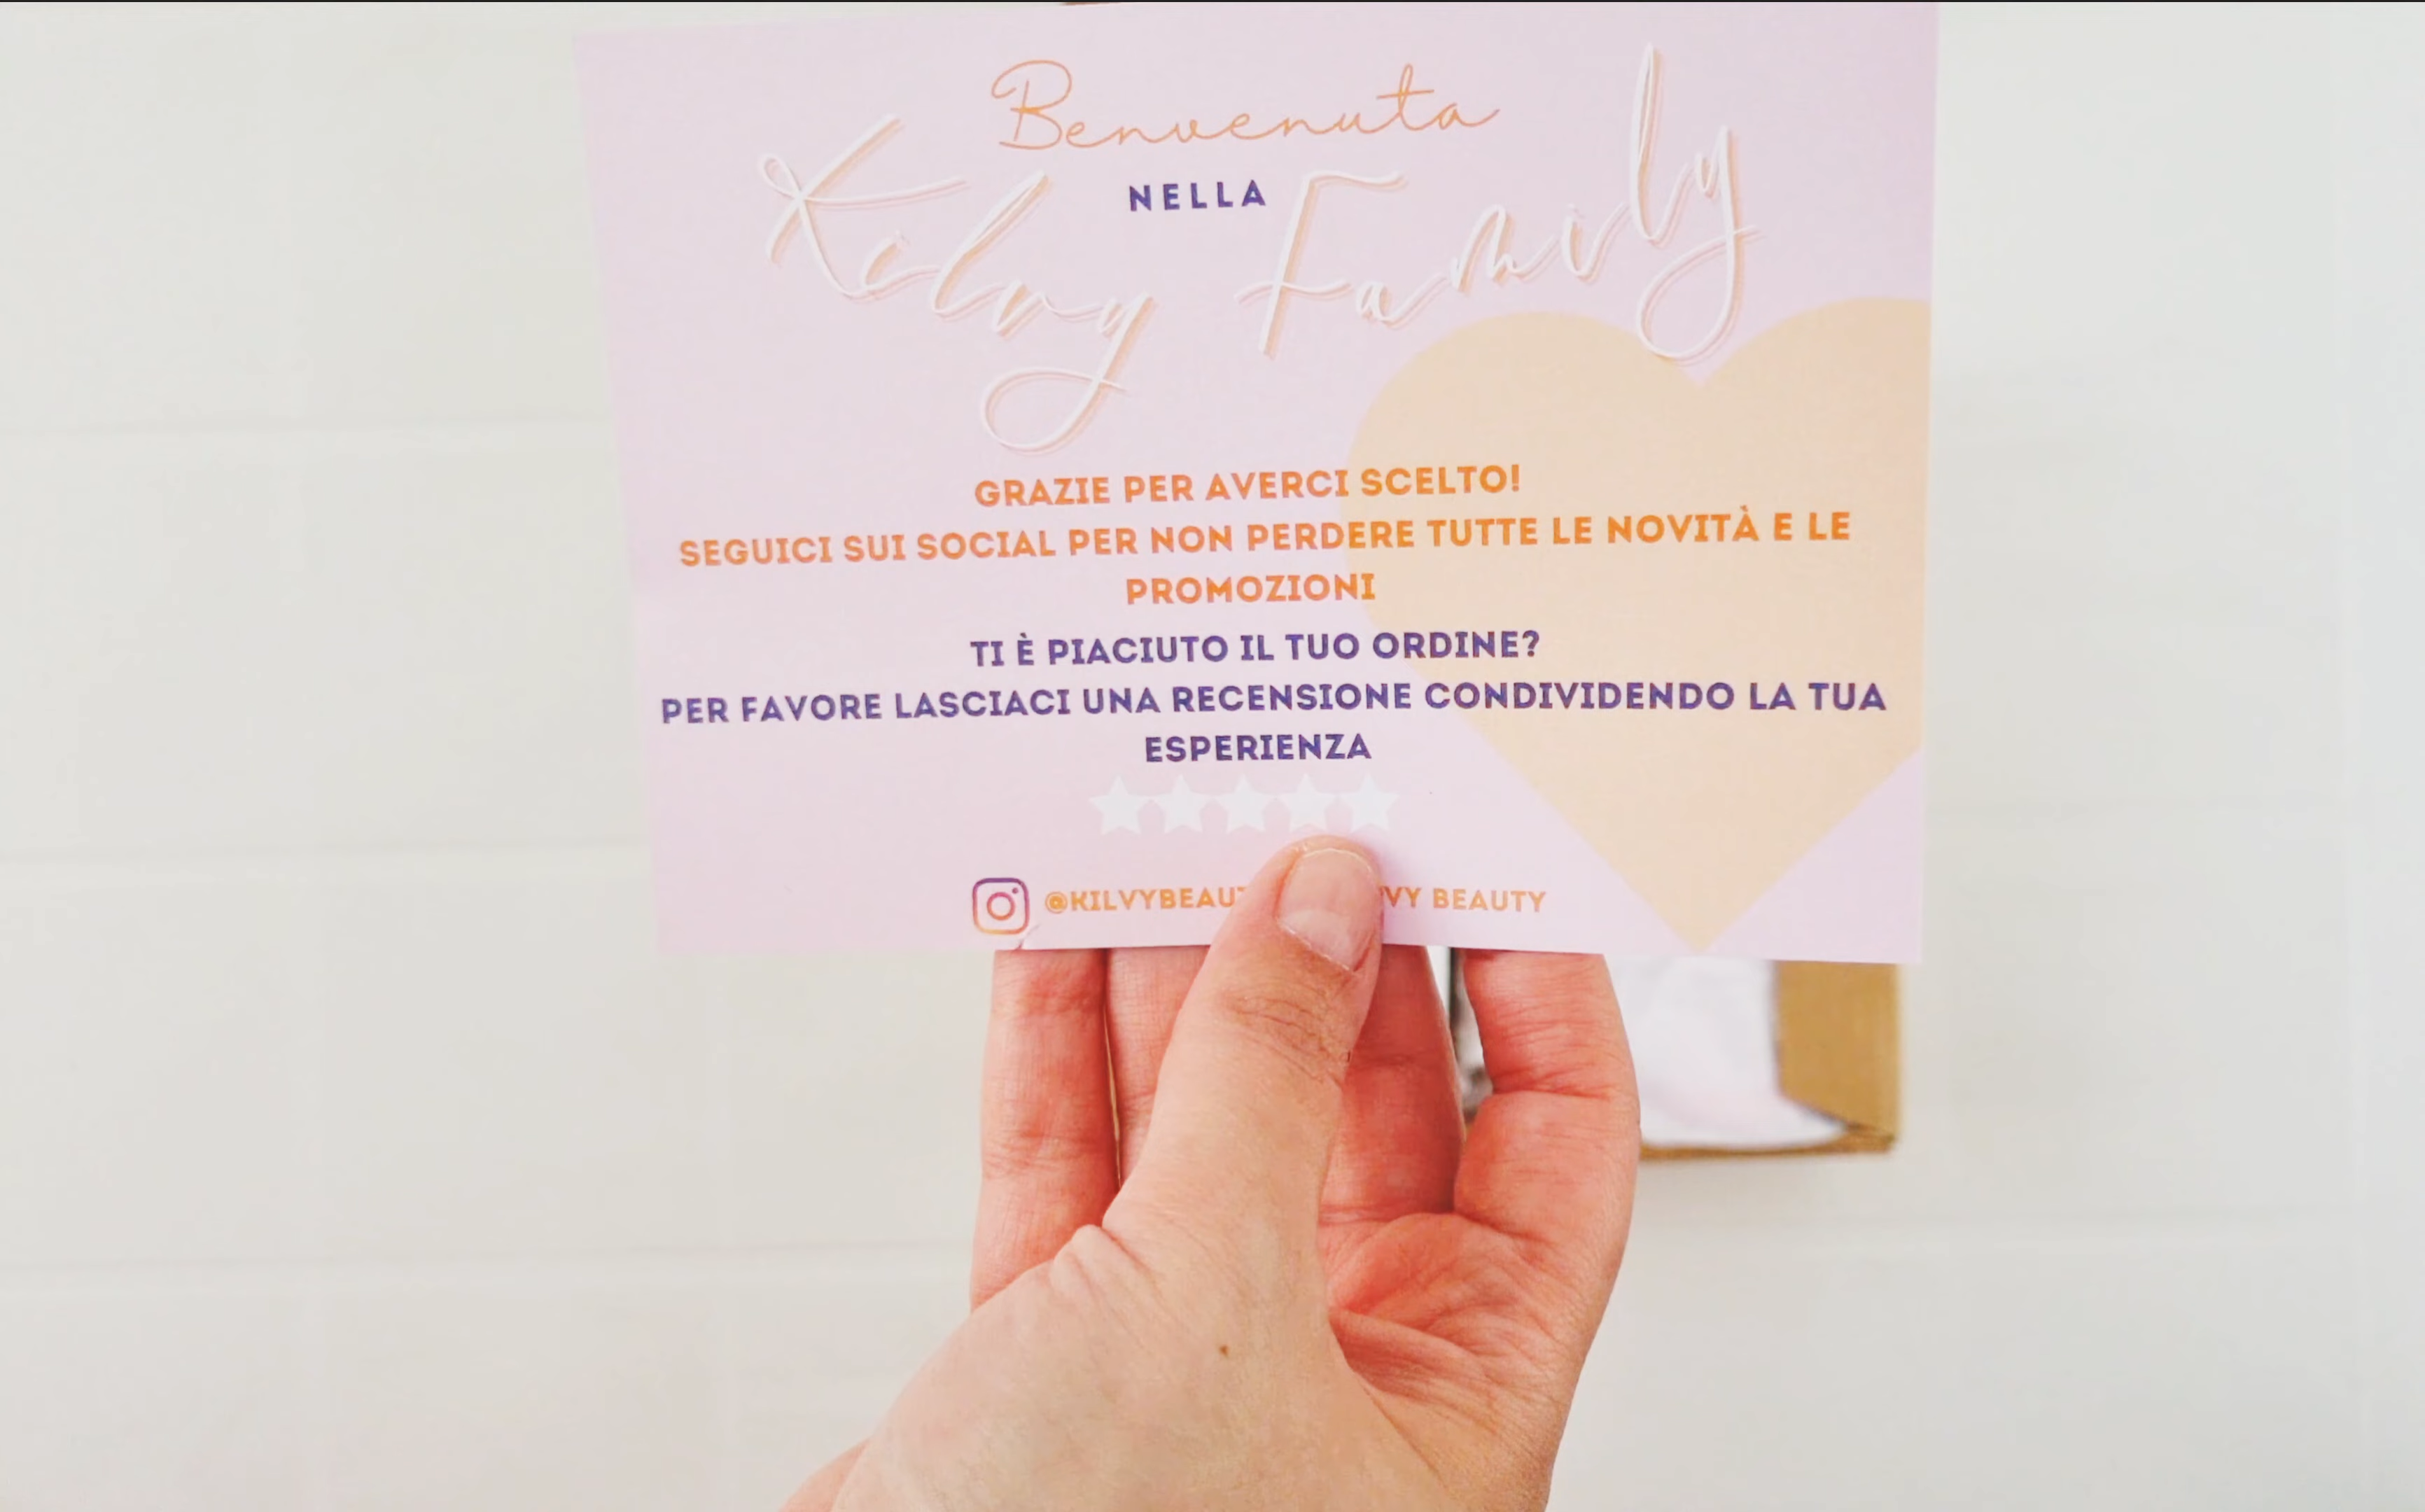 Benvenuta
NELLA
Kilvy Family
GRAZIE PER AVERCI SCELTO!
SEGUICI SUI SOCIAL PER NON PERDERE TUTTE LE NOVITÀ E LE
PROMOZIONI
TI È PIACIUTO IL TUO ORDINE?
PER FAVORE LASCIACI UNA RECENSIONE CONDIVIDENDO LA TUA
ESPERIENZA
BEAUTY